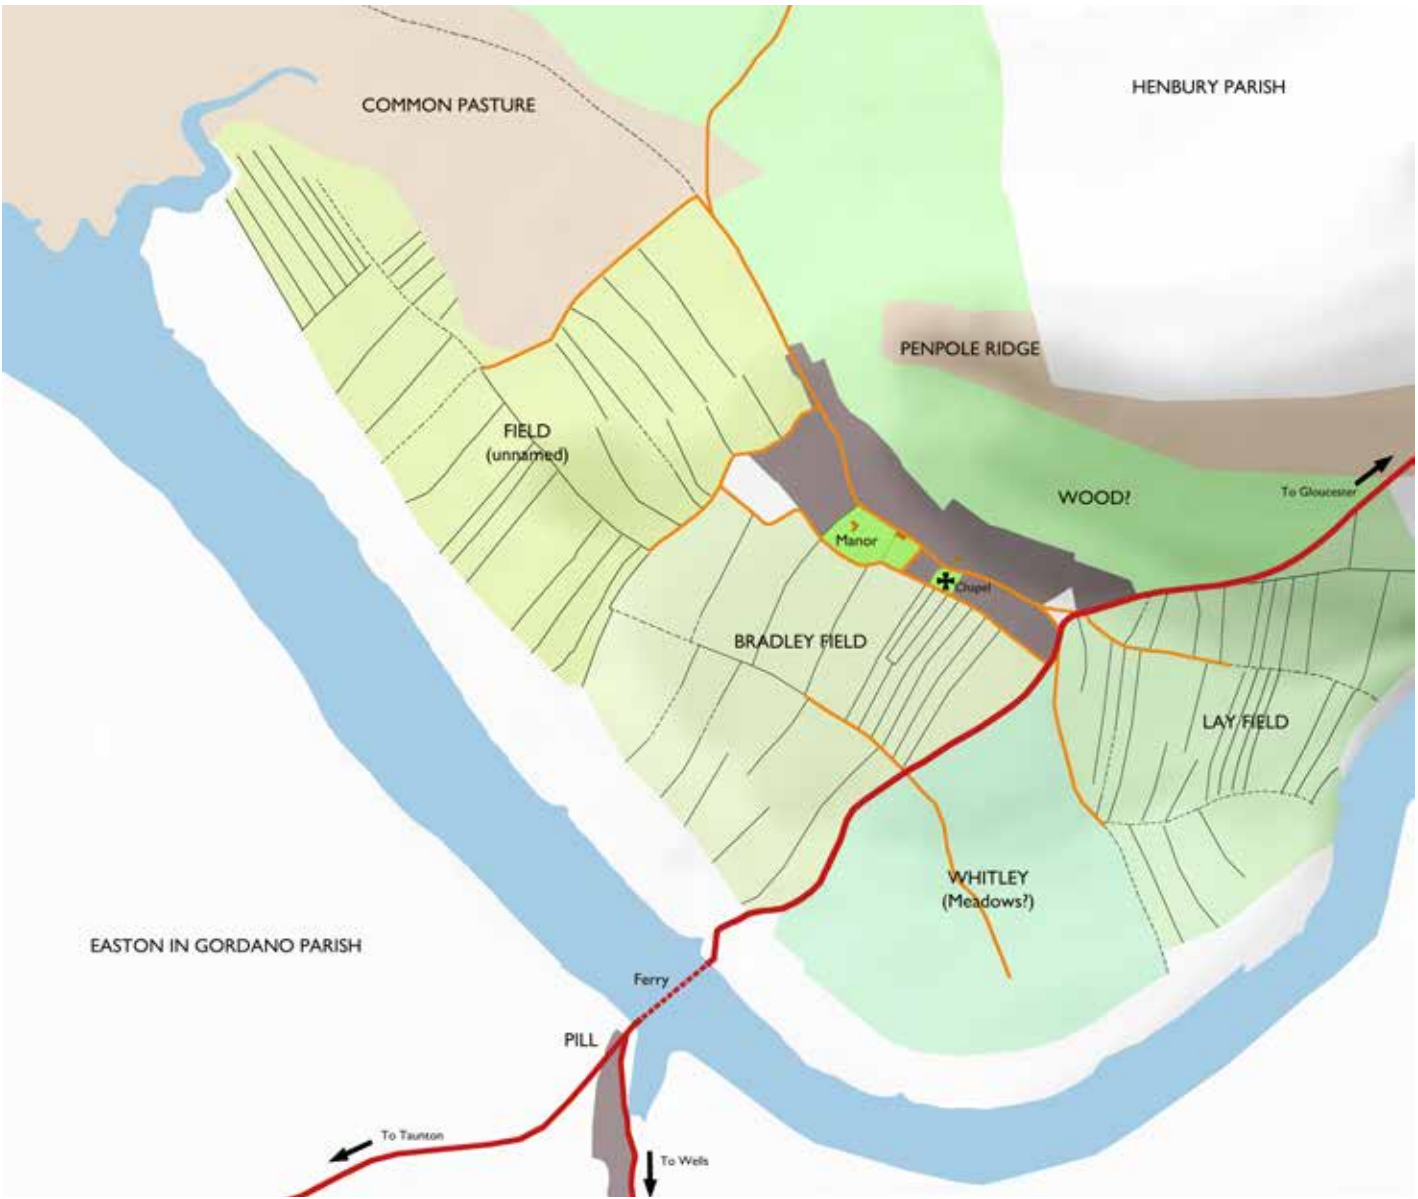 HENBURY PARISH
COMMON PASTURE
PENPOLE RIDGE
FIELD
(unnamed)
WOOD?
To Gloucester
Manor
Chapel
BRADLEY FIELD
LAY FIELD
WHITLEY
(Meadows?)
EASTON IN GORDANO PARISH
Ferry
PILL
To Taunton
To Wells